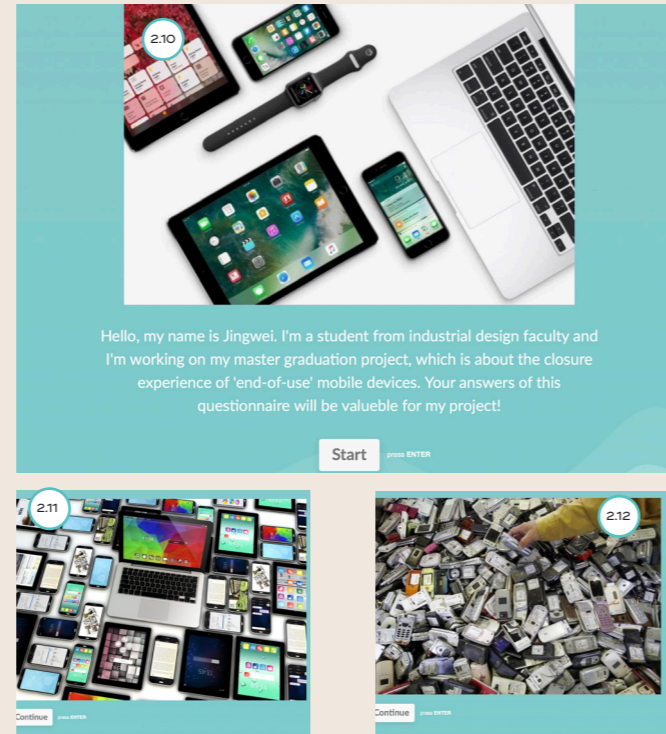 2.10
Hello, my name is Jingwei. I'm a student from industrial design faculty and
I'm working on my master graduation project, which is about the closure
experience of 'end-of-use' mobile devices. Your answers of this
questionnaire will be valueble for my project!
Start press ENTER
2.11
2.12
Continue press ENTER
Continue press ENTER